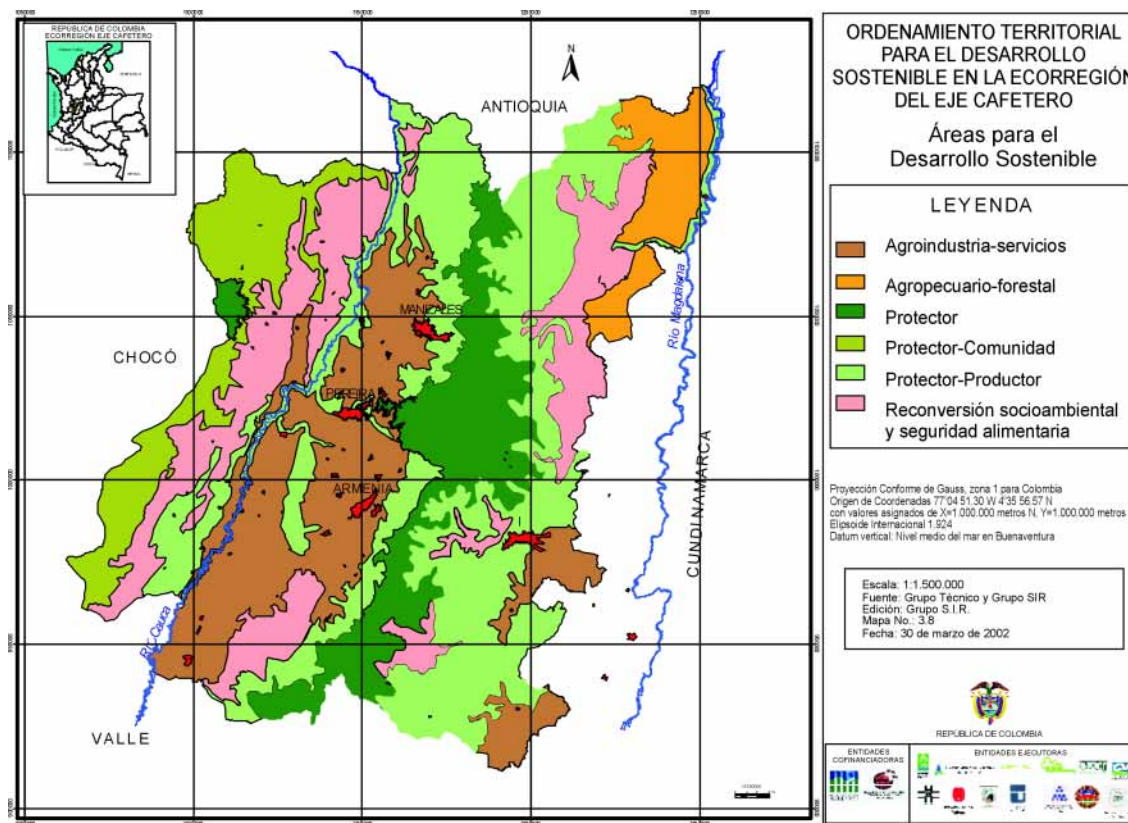 REPÚBLICA DE COLOMBIA
ECORREGIÓN EJE CAFETERO
N
ANTIOQUIA
CHOCÓ
MANIZALES
PEREIRA
ARMENIA
Río Magdalena
CUNDINAMARCA
Río Cauca
VALLE
ORDENAMIENTO TERRITORIAL
PARA EL DESARROLLO
SOSTENIBLE EN LA ECORREGIÓN
DEL EJE CAFETERO
Áreas para el
Desarrollo Sostenible
LEYENDA
Agroindustria-servicios
Agropecuario-forestal
Protector
Protector-Comunidad
Protector-Productor
Reconversión socioambiental
y seguridad alimentaria
Proyección Conforme de Gauss, zona 1 para Colombia
Origen de Coordenadas 77°04 51.30 W 4°35 56.57 N
con valores asignados de X=1.000.000 metros N, Y=1.000.000 metros
Elipsoide Internacional 1.924
Datum vertical: Nivel medio del mar en Buenaventura
Escala: 1:1.500.000
Fuente: Grupo Técnico y Grupo SIR
Edición: Grupo S.I.R.
Mapa No.: 3.8
Fecha: 30 de marzo de 2002
REPÚBLICA DE COLOMBIA
ENTIDADES
COFINANCIADORAS
ENTIDADES EJECUTORAS